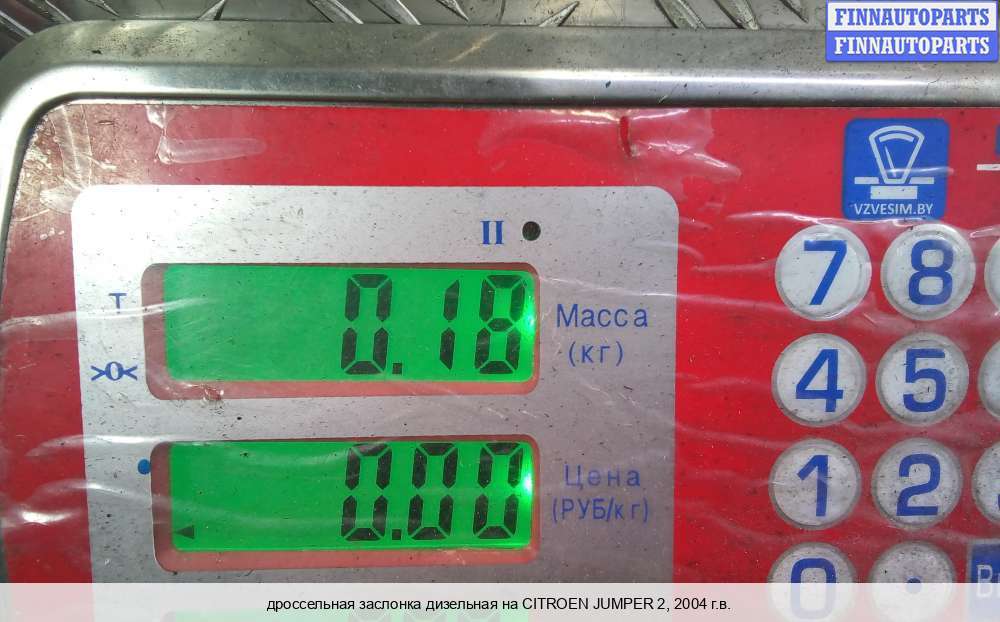 FINNAUTOPARTS
FINNAUTOPARTS
VZVESIM.BY
II
7 8
T
0.18
Масса
(кг)
>0<
4 5
0.00
Цена
(РУБ/кг)
1 2
0 .
дроссельная заслонка дизельная на CITROEN JUMPER 2, 2004 г.в.